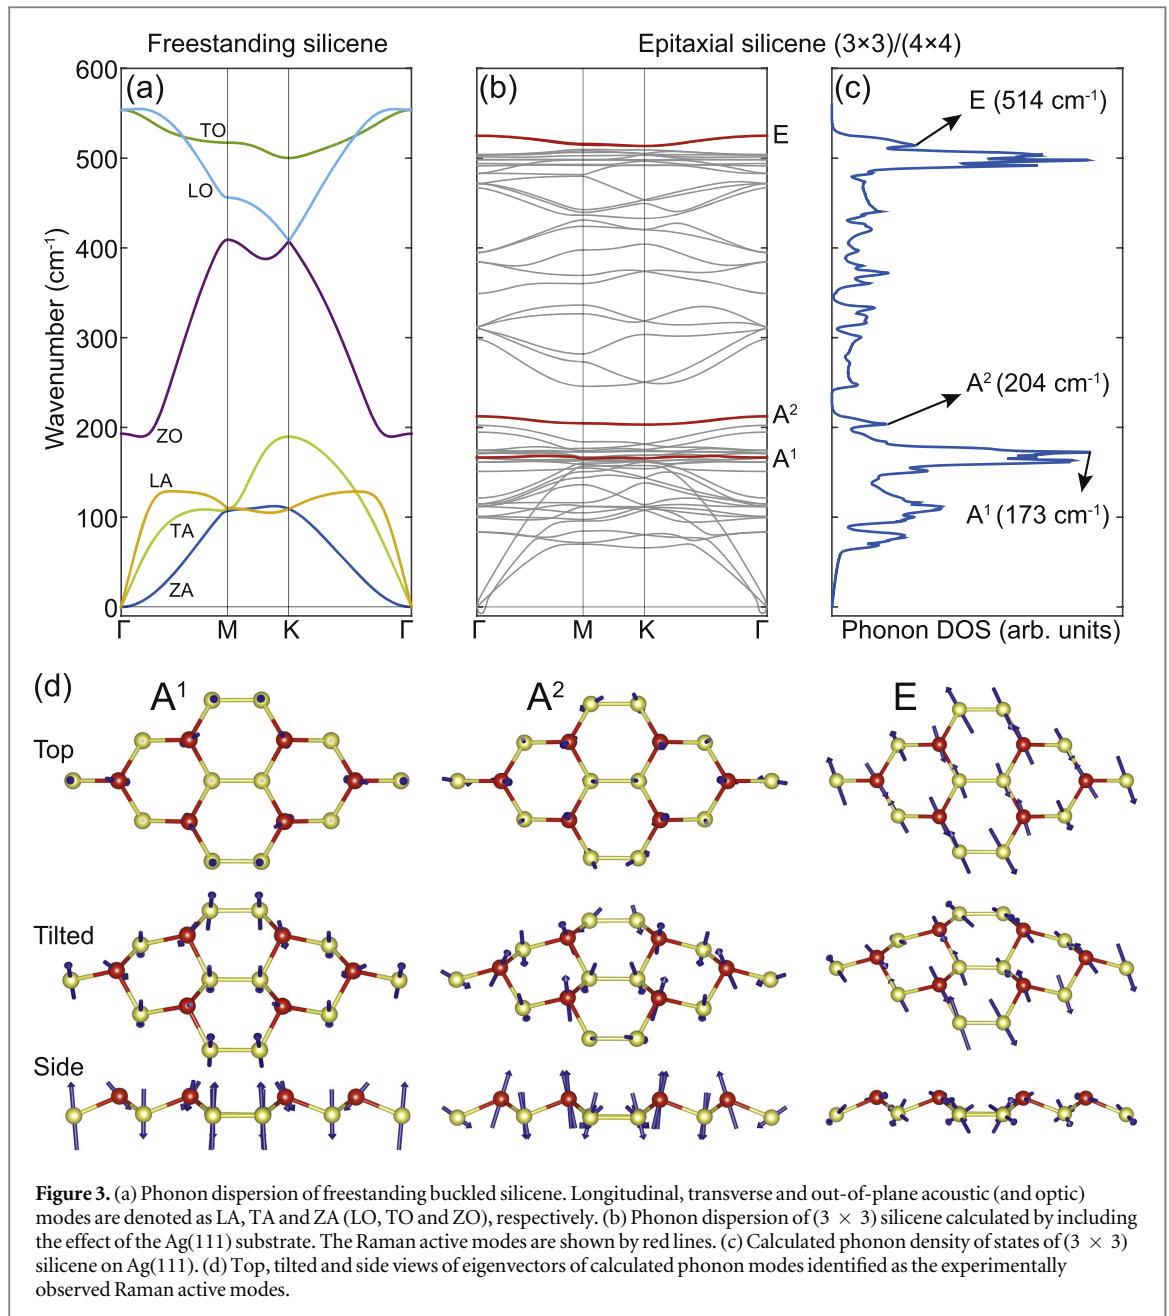 Freestanding silicene
Epitaxial silicene (3×3)/(4×4)
(a)
(b)
(c)
Wavenumber (cm⁻¹)
600
500
400
300
200
100
0
TO
LO
ZO
LA
TA
ZA
Γ M K Γ
E
A²
A¹
Γ M K Γ
E (514 cm⁻¹)
A² (204 cm⁻¹)
A¹ (173 cm⁻¹)
Phonon DOS (arb. units)
(d)
A¹
A²
E
Top
Tilted
Side
Figure 3. (a) Phonon dispersion of freestanding buckled silicene. Longitudinal, transverse and out-of-plane acoustic (and optic)
modes are denoted as LA, TA and ZA (LO, TO and ZO), respectively. (b) Phonon dispersion of (3 × 3) silicene calculated by including
the effect of the Ag(111) substrate. The Raman active modes are shown by red lines. (c) Calculated phonon density of states of (3 × 3)
silicene on Ag(111). (d) Top, tilted and side views of eigenvectors of calculated phonon modes identified as the experimentally
observed Raman active modes.